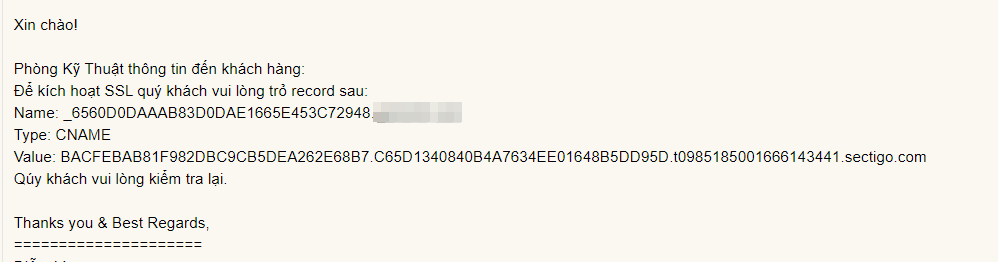 Xin chào!
Phòng Kỹ Thuật thông tin đến khách hàng:
Để kích hoạt SSL quý khách vui lòng trỏ record sau:
Name: _6560D0DAAAB83D0DAE1665E453C72948.
Type: CNAME
Value: BACFEBAB81F982DBC9CB5DEA262E68B7.C65D1340840B4A7634EE01648B5DD95D.t0985185001666143441.sectigo.com
Qúy khách vui lòng kiểm tra lại.
Thanks you & Best Regards,
=====================